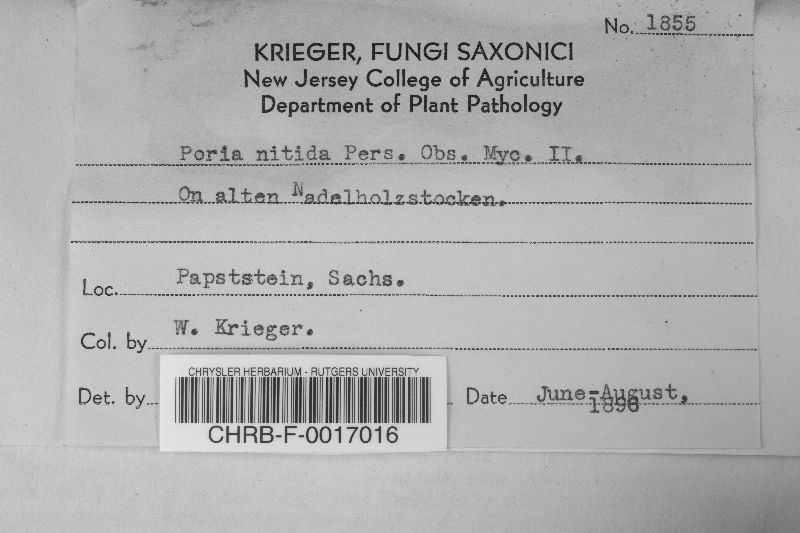 No. 1855
KRIEGER, FUNGI SAXONICI
New Jersey College of Agriculture
Department of Plant Pathology
Poria nitida Pers. Obs. Myc. II.
On alten Nadelholzstocken.
Loc. Papststein, Sachs.
Col. by W. Krieger.
CHRYSLER HERBARIUM - RUTGERS UNIVERSITY
Det. by Date June-August,
1896
CHRB-F-0017016